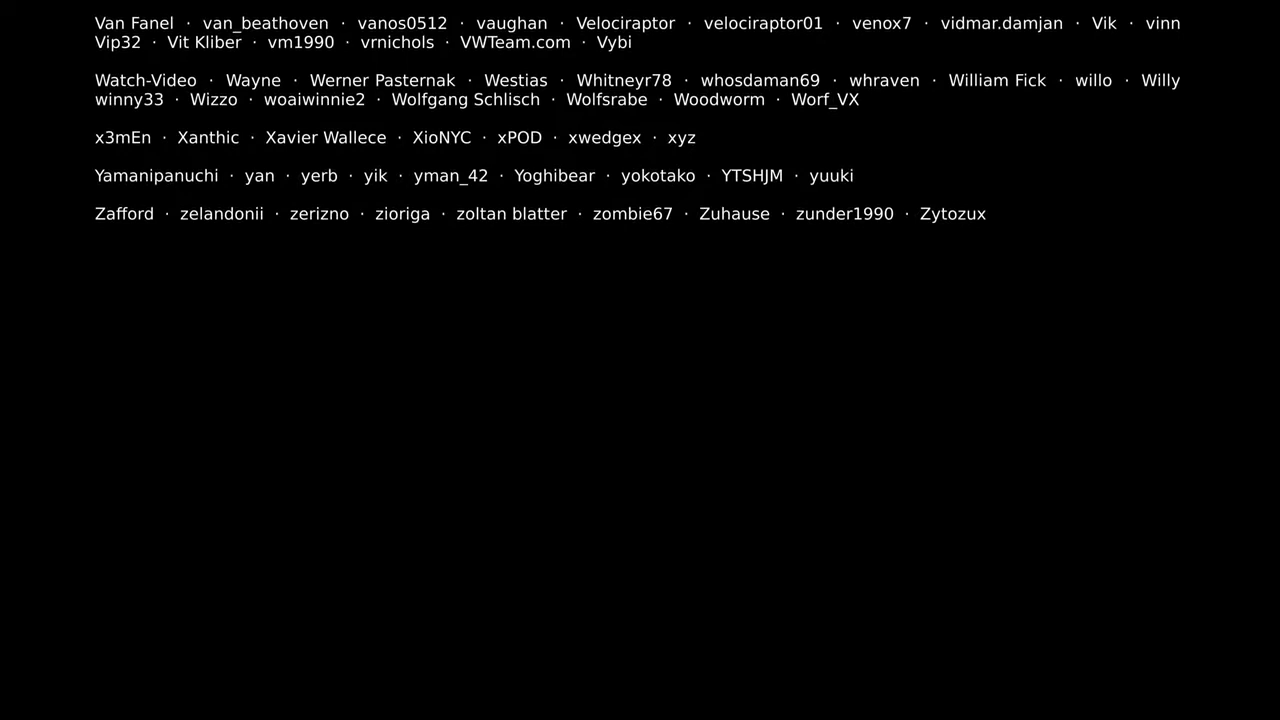 Van Fanel · van_beathoven · vanos0512 · vaughan · Velociraptor · velociraptor01 · venox7 · vidmar.damjan · Vik · vinn
Vip32 · Vit Kliber · vm1990 · vrnichols · VWTeam.com · Vybi
Watch-Video · Wayne · Werner Pasternak · Westias · Whitneyr78 · whosdaman69 · whraven · William Fick · willo · Willy
winny33 · Wizzo · woaiwinnie2 · Wolfgang Schlisch · Wolfsrabe · Woodworm · Worf_VX
x3mEn · Xanthic · Xavier Wallece · XioNYC · xPOD · xwedgex · xyz
Yamanipanuchi · yan · yerb · yik · yman_42 · Yoghibear · yokotako · YTSHJM · yuuki
Zafford · zelandonii · zerizno · zioriga · zoltan blatter · zombie67 · Zuhause · zunder1990 · Zytozux